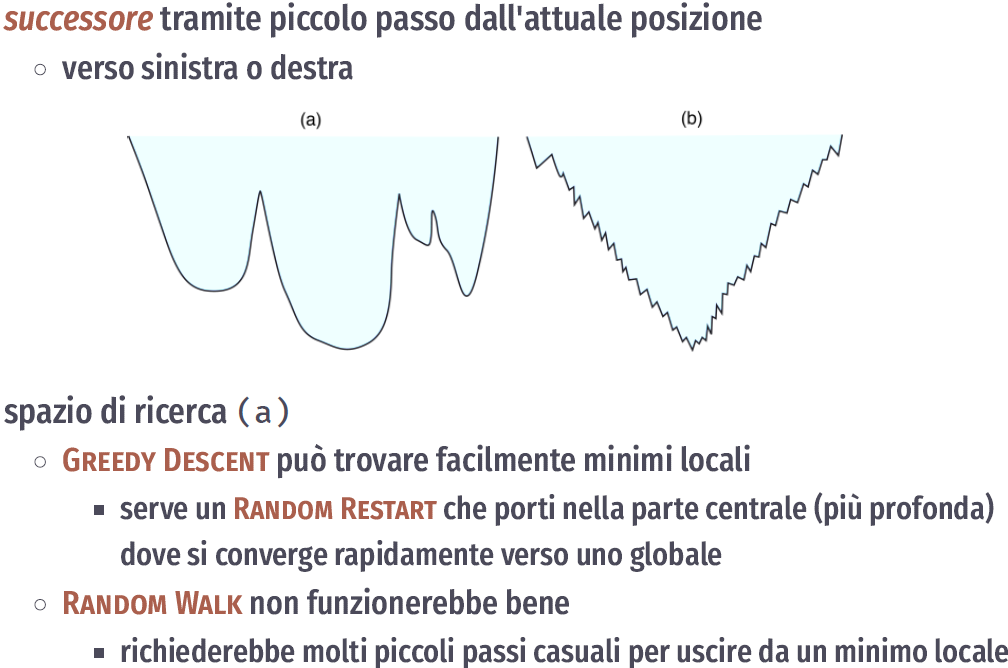 successore tramite piccolo passo dall'attuale posizione
verso sinistra o destra
(a) (b)
spazio di ricerca (a)
GREEDY DESCENT può trovare facilmente minimi locali
serve un RANDOM RESTART che porti nella parte centrale (più profonda)
dove si converge rapidamente verso uno globale
RANDOM WALK non funzionerebbe bene
richiederebbe molti piccoli passi casuali per uscire da un minimo locale